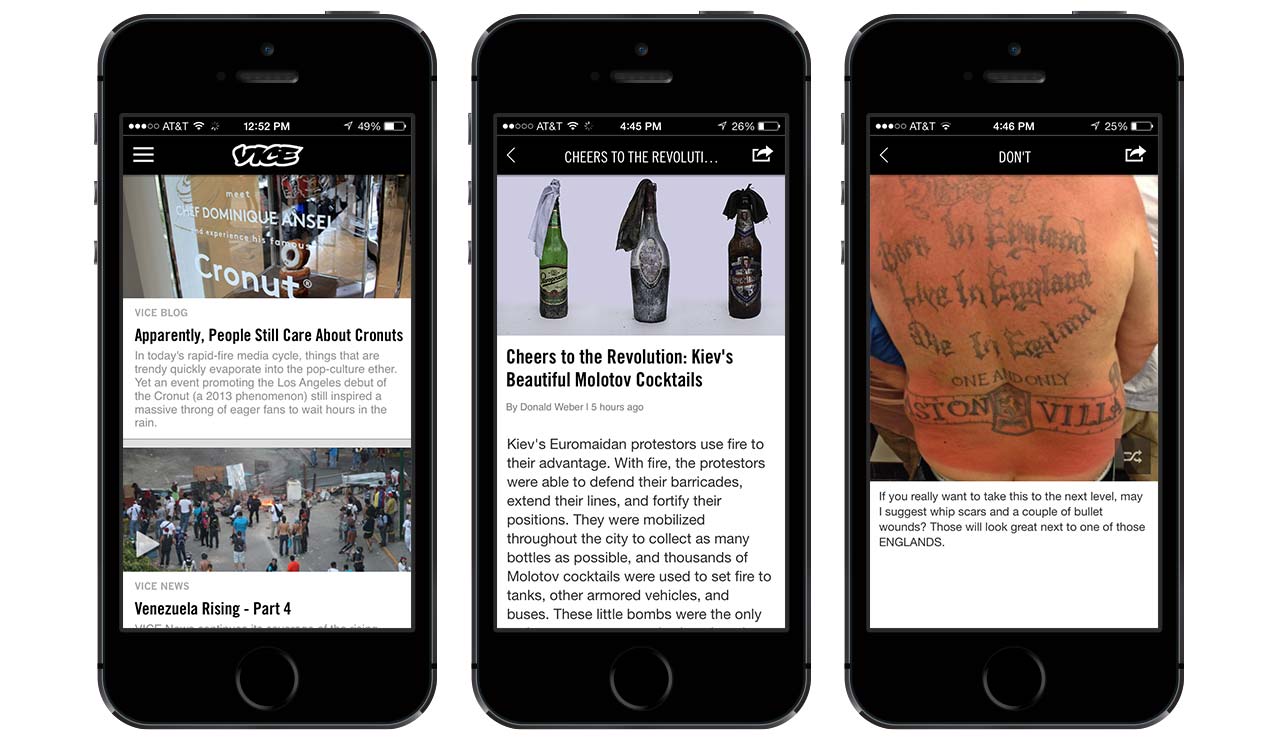 AT&T 12:52 PM 49%
VICE
meet
CHEF DOMINIQUE ANSEL
and experience his famous
Cronut®
VICE BLOG
Apparently, People Still Care About Cronuts
In today's rapid-fire media cycle, things that are
trendy quickly evaporate into the pop-culture ether.
Yet an event promoting the Los Angeles debut of
the Cronut (a 2013 phenomenon) still inspired a
massive throng of eager fans to wait hours in the
rain.
VICE NEWS
Venezuela Rising - Part 4
VICE News continues its coverage of the rising
AT&T 4:45 PM 26%
CHEERS TO THE REVOLUTI...
Cheers to the Revolution: Kiev's
Beautiful Molotov Cocktails
By Donald Weber | 5 hours ago
Kiev's Euromaidan protestors use fire to
their advantage. With fire, the protestors
were able to defend their barricades,
extend their lines, and fortify their
positions. They were mobilized
throughout the city to collect as many
bottles as possible, and thousands of
Molotov cocktails were used to set fire to
tanks, other armored vehicles, and
buses. These little bombs were the only
AT&T 4:46 PM 25%
DON'T
Born In England
Live In England
Die In England
ONE AND ONLY
STON VILLA
If you really want to take this to the next level, may
I suggest whip scars and a couple of bullet
wounds? Those will look great next to one of those
ENGLANDS.